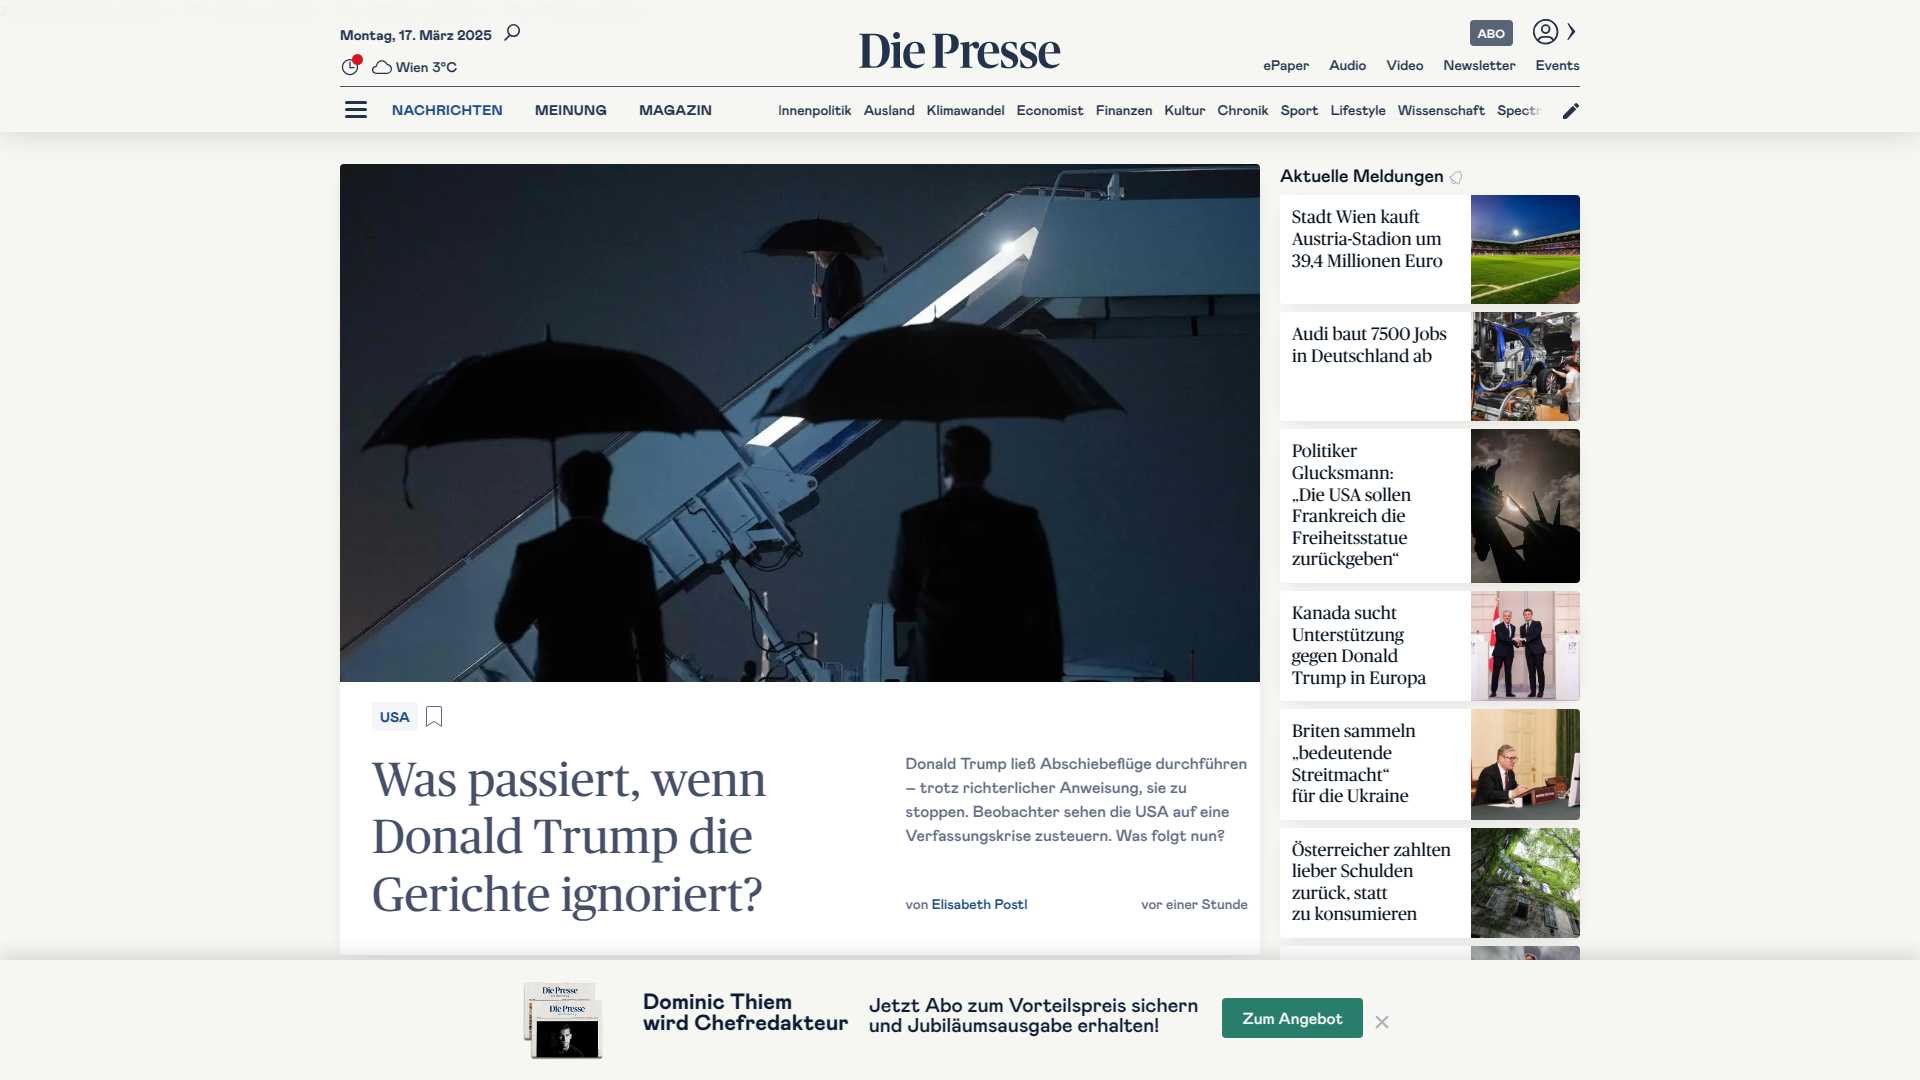 Montag, 17. März 2025
Wien 3°C
Die Presse
ABO
ePaper Audio Video Newsletter Events
NACHRICHTEN MEINUNG MAGAZIN
Innenpolitik Ausland Klimawandel Economist Finanzen Kultur Chronik Sport Lifestyle Wissenschaft Spectr
USA
Was passiert, wenn
Donald Trump die
Gerichte ignoriert?
Donald Trump ließ Abschiebeflüge durchführen
– trotz richterlicher Anweisung, sie zu
stoppen. Beobachter sehen die USA auf eine
Verfassungskrise zusteuern. Was folgt nun?
von Elisabeth Postl
vor einer Stunde
Aktuelle Meldungen
Stadt Wien kauft
Austria-Stadion um
39,4 Millionen Euro
Audi baut 7500 Jobs
in Deutschland ab
Politiker
Glucksmann:
„Die USA sollen
Frankreich die
Freiheitsstatue
zurückgeben“
Kanada sucht
Unterstützung
gegen Donald
Trump in Europa
Briten sammeln
„bedeutende
Streitmacht“
für die Ukraine
Österreicher zahlten
lieber Schulden
zurück, statt
zu konsumieren
Die Presse
Die Presse
Dominic Thiem
wird Chefredakteur
Jetzt Abo zum Vorteilspreis sichern
und Jubiläumsausgabe erhalten!
Zum Angebot